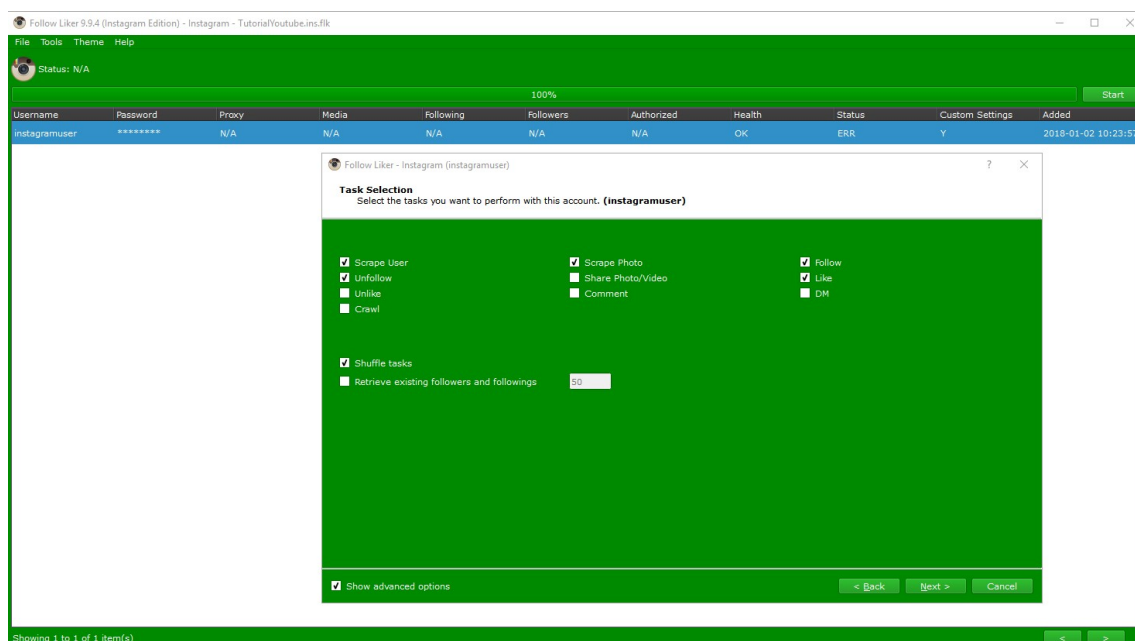 Follow Liker 9.9.4 (Instagram Edition) - Instagram - TutorialYoutube.ins.flk
File Tools Theme Help
Status: N/A
100% Start
Username Password Proxy Media Following Followers Authorized Health Status Custom Settings Added
instagramuser ******** N/A N/A N/A N/A N/A OK ERR Y 2018-01-02 10:23:57
Follow Liker - Instagram (instagramuser) ?
Task Selection
Select the tasks you want to perform with this account. (instagramuser)
Scrape User Scrape Photo Follow
Unfollow Share Photo/Video Like
Unlike Comment DM
Crawl
Shuffle tasks
Retrieve existing followers and followings 50
Show advanced options < Back Next > Cancel
Showing 1 to 1 of 1 item(s) < >